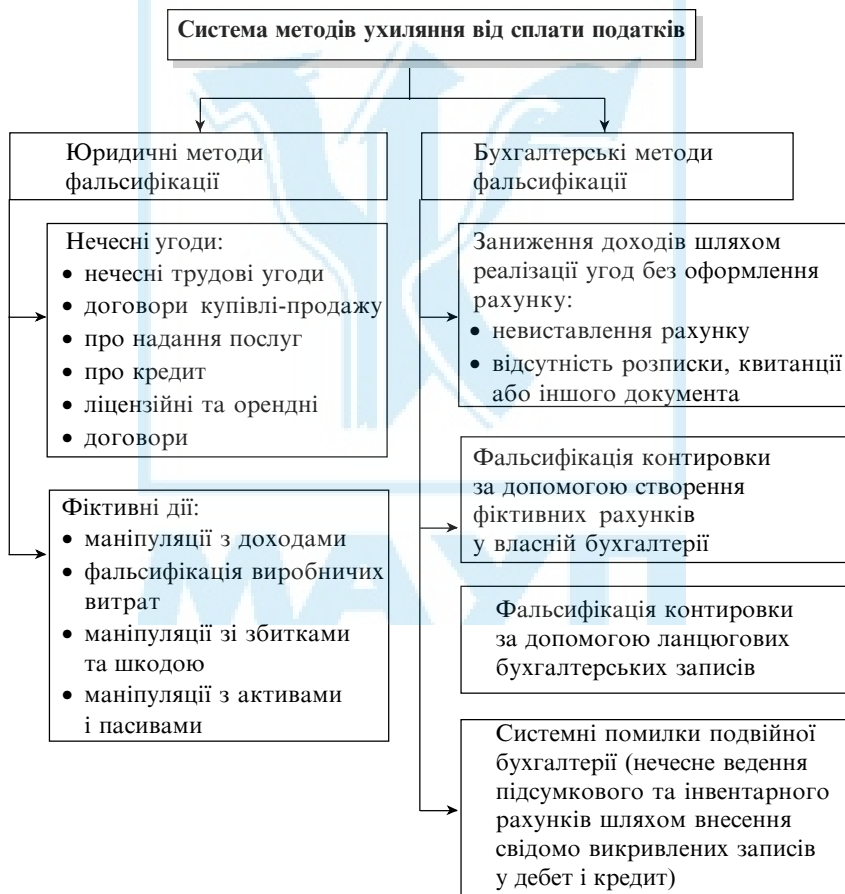 Система методів ухиляння від сплати податків
Юридичні методи
фальсифікації
Нечесні угоди:
• нечесні трудові угоди
• договори купівлі-продажу
• про надання послуг
• про кредит
• ліцензійні та орендні
• договори
Фіктивні дії:
• маніпуляції з доходами
• фальсифікація виробничих
витрат
• маніпуляції зі збитками
та шкодою
• маніпуляції з активами
і пасивами
Бухгалтерські методи
фальсифікації
Заниження доходів шляхом
реалізації угод без оформлення
рахунку:
• невиставлення рахунку
• відсутність розписки, квитанції
або іншого документа
Фальсифікація контировки
за допомогою створення
фіктивних рахунків
у власній бухгалтерії
Фальсифікація контировки
за допомогою ланцюгових
бухгалтерських записів
Системні помилки подвійної
бухгалтерії (нечесне ведення
підсумкового та інвентарного
рахунків шляхом внесення
свідомо викривлених записів
у дебет і кредит)
МАУП